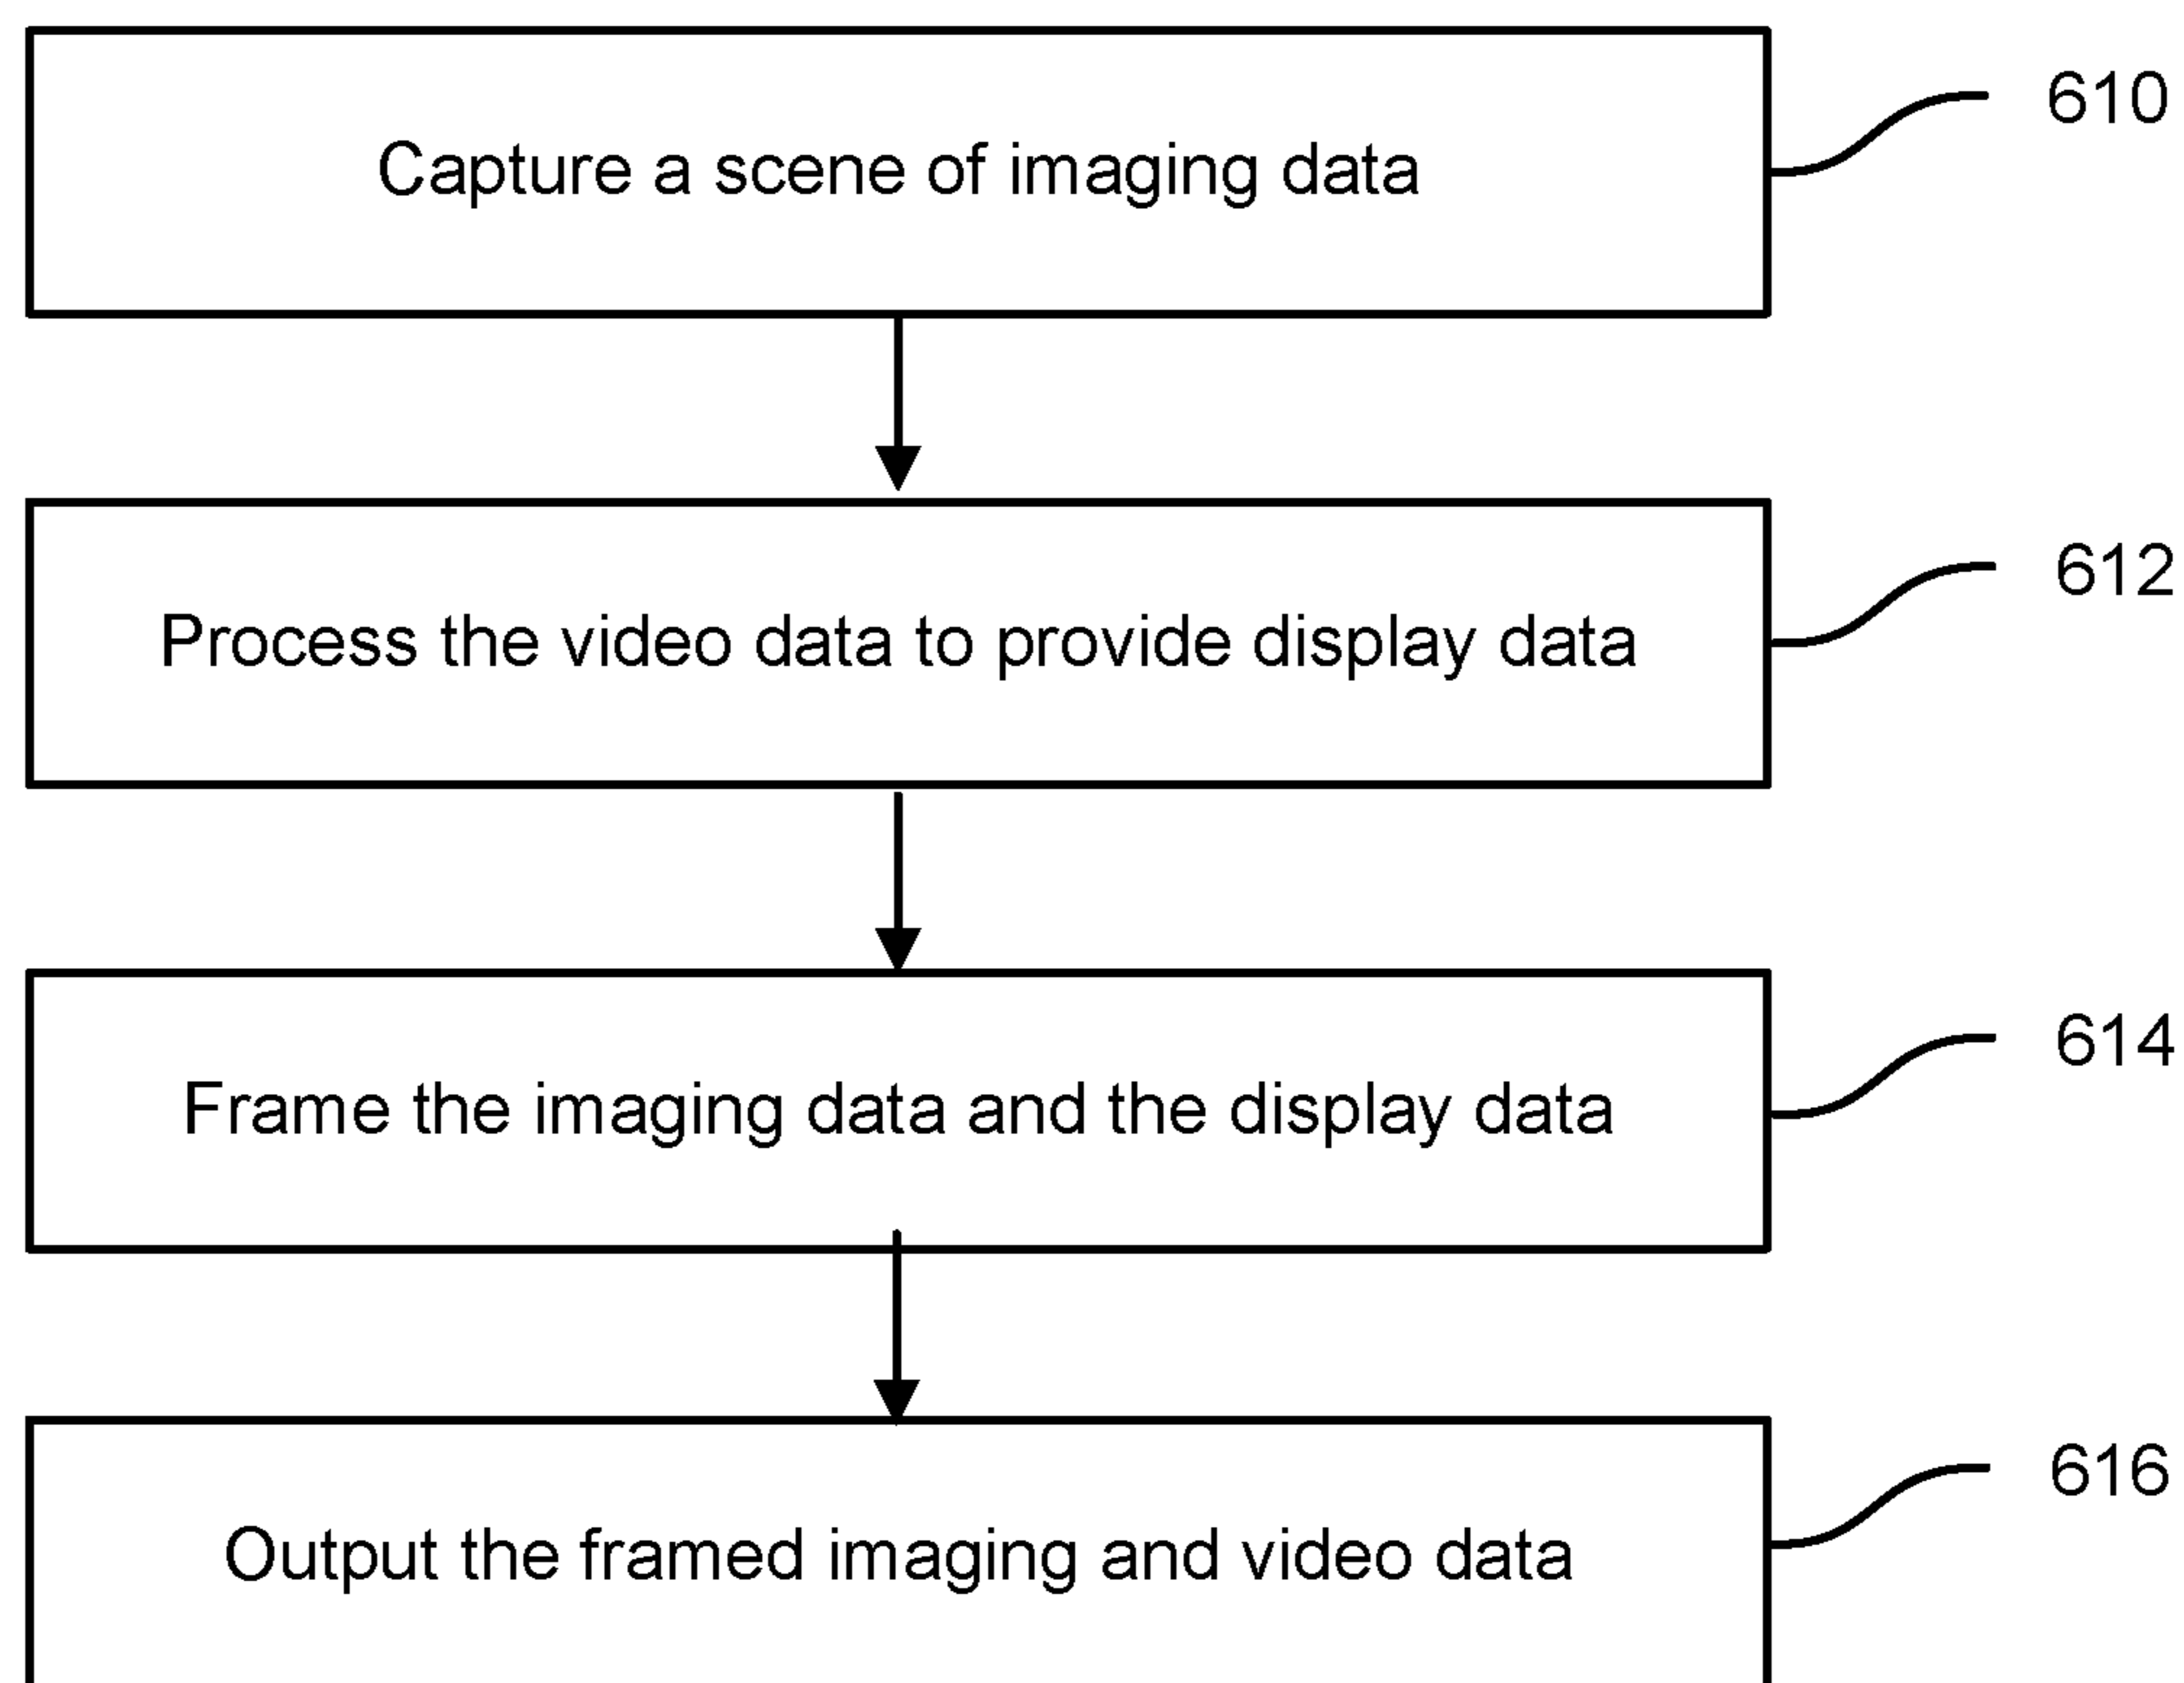 Capture a scene of imaging data
610
Process the video data to provide display data
612
Frame the imaging data and the display data
614
Output the framed imaging and video data
616